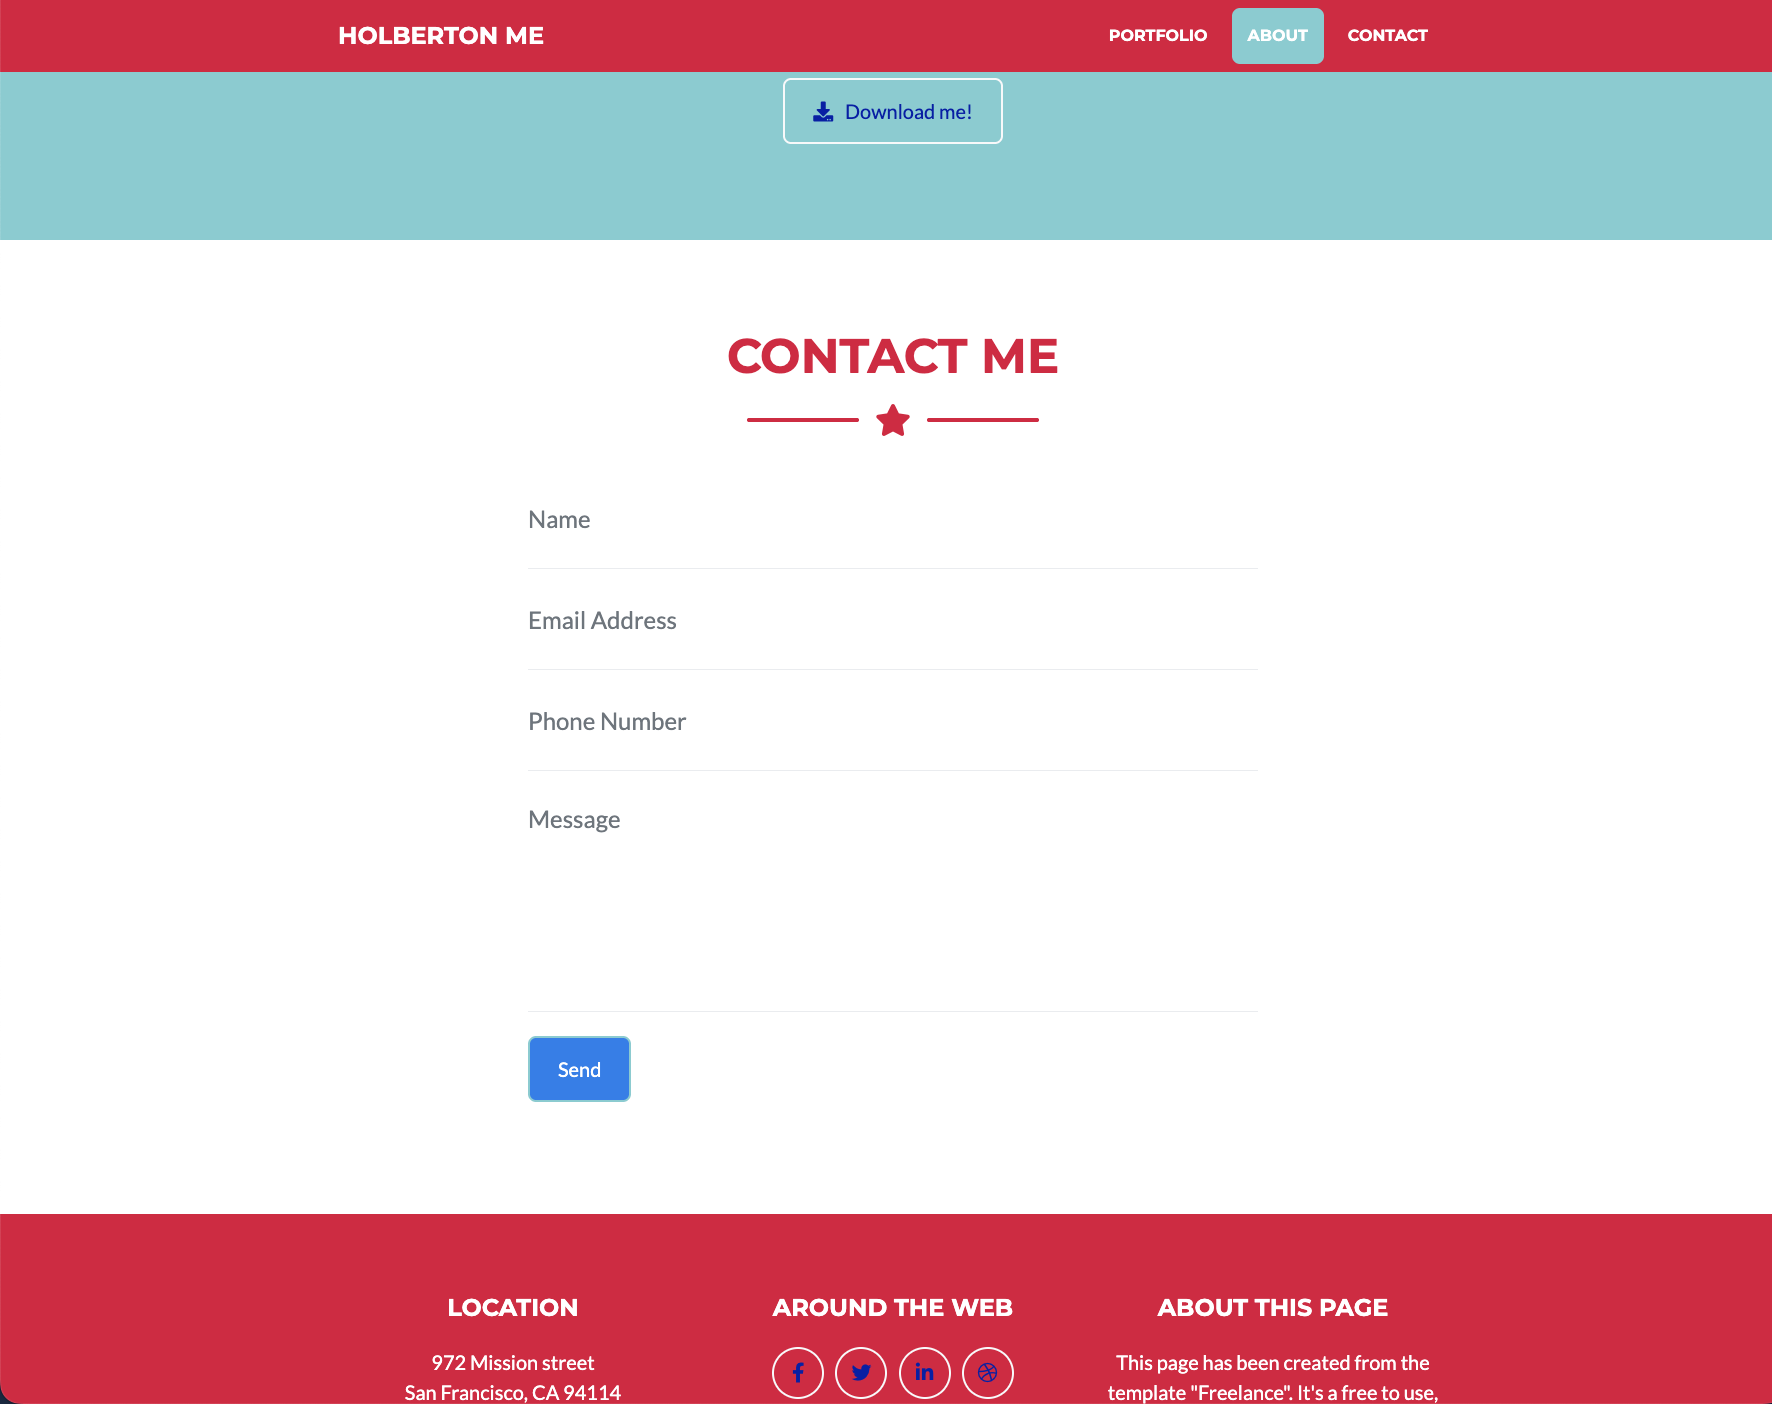 HOLBERTON ME
PORTFOLIO
ABOUT
CONTACT
Download me!
CONTACT ME
Name
Email Address
Phone Number
Message
Send
LOCATION
972 Mission street
San Francisco, CA 94114
AROUND THE WEB
ABOUT THIS PAGE
This page has been created from the
template "Freelance". It's a free to use,